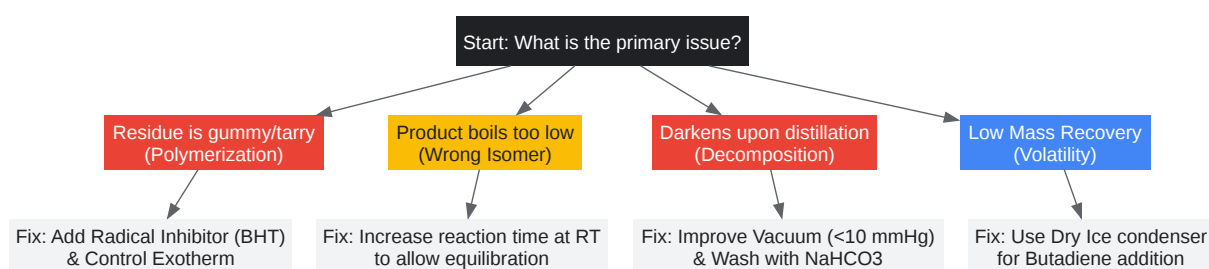 Start: What is the primary issue?
Residue is gummy/tarry
(Polymerization)
Product boils too low
(Wrong Isomer)
Darkens upon distillation
(Decomposition)
Low Mass Recovery
(Volatility)
Fix: Add Radical Inhibitor (BHT)
& Control Exotherm
Fix: Increase reaction time at RT
to allow equilibration
Fix: Improve Vacuum (<10 mmHg)
& Wash with NaHCO3
Fix: Use Dry Ice condenser
for Butadiene addition